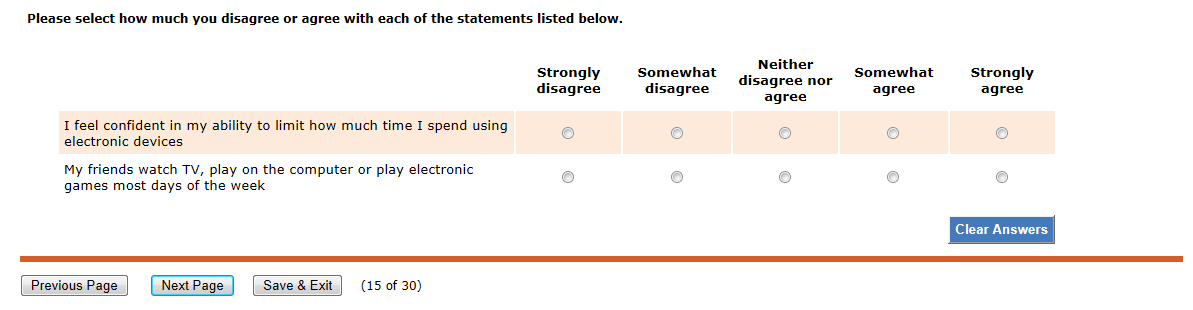 Please select how much you disagree or agree with each of the statements listed below.
Strongly disagree
Somewhat disagree
Neither disagree nor agree
Somewhat agree
Strongly agree
I feel confident in my ability to limit how much time I spend using
electronic devices
My friends watch TV, play on the computer or play electronic
games most days of the week
Clear Answers
Previous Page Next Page Save & Exit (15 of 30)